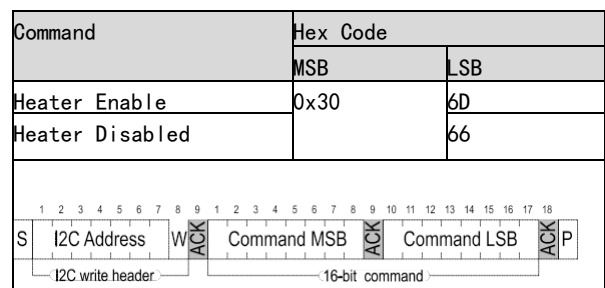 Command Hex Code
MSB LSB
Heater Enable 0x30 6D
Heater Disabled 66
1 2 3 4 5 6 7 8 9 1 2 3 4 5 6 7 8 9 10 11 12 13 14 15 16 17 18
S I2C Address W ACK Command MSB ACK Command LSB ACK P
I2C write header 16-bit command